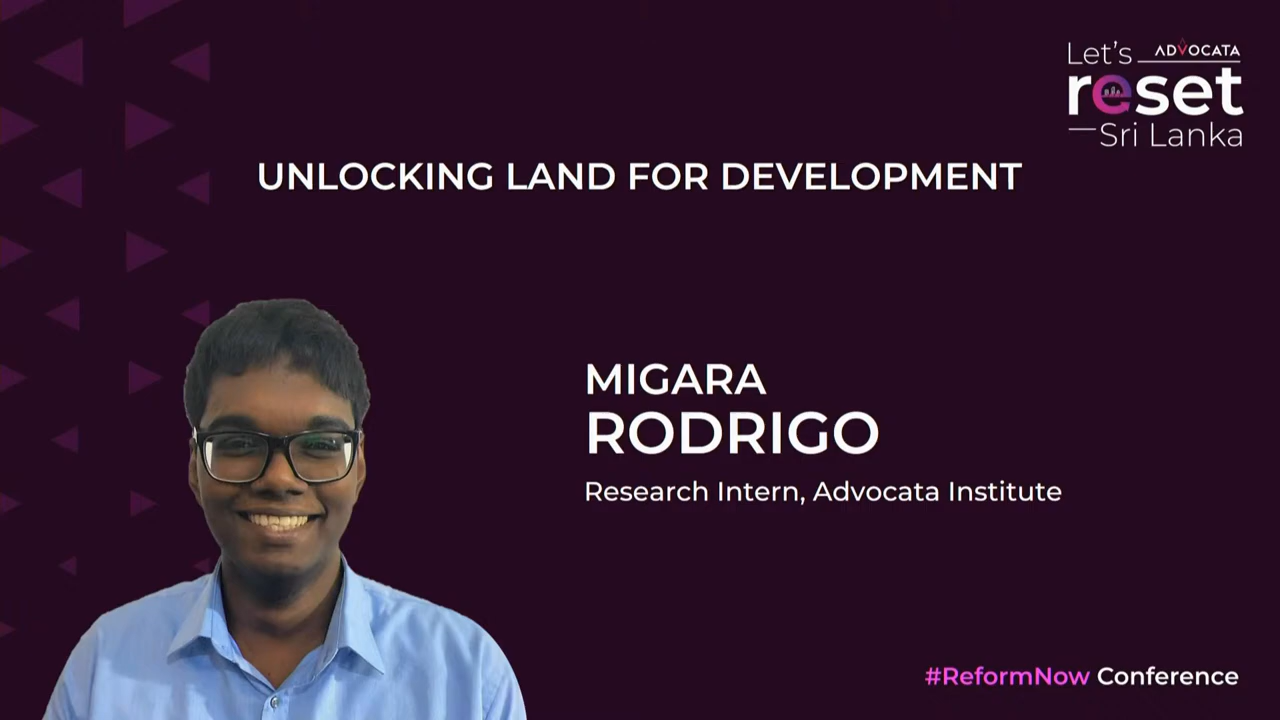 Let's ADVOCATA
reset
Sri Lanka
UNLOCKING LAND FOR DEVELOPMENT
MIGARA
RODRIGO
Research Intern, Advocata Institute
#ReformNow Conference